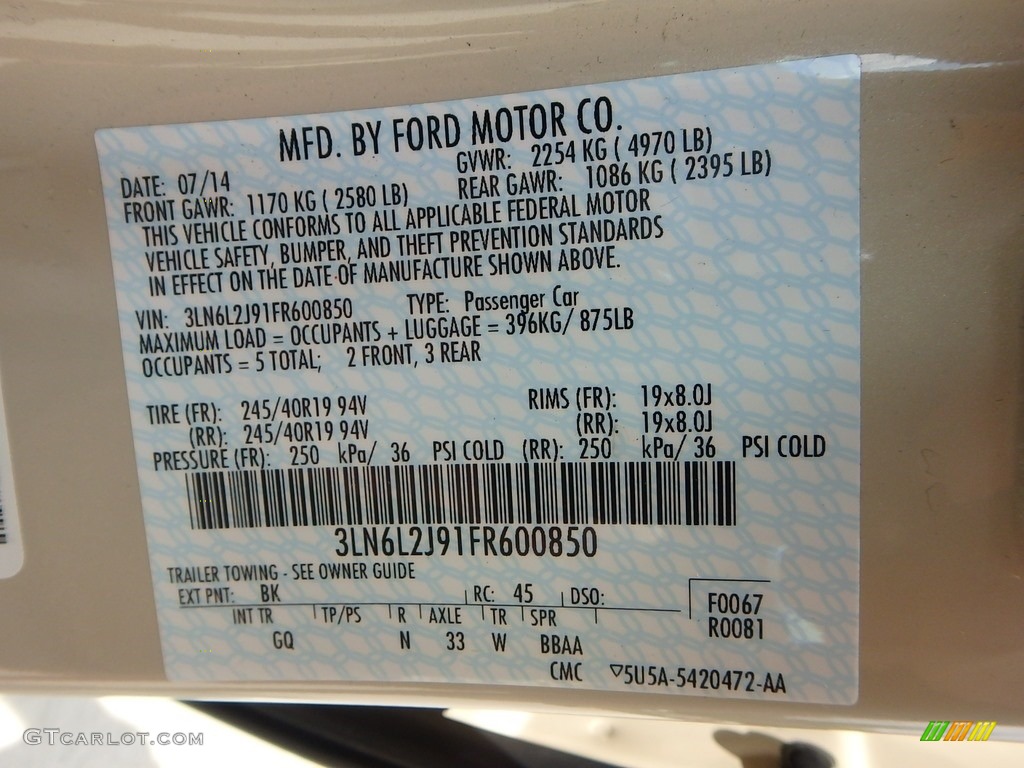 MFD. BY FORD MOTOR CO.
DATE: 07/14 GVWR: 2254 KG ( 4970 LB)
FRONT GAWR: 1170 KG ( 2580 LB) REAR GAWR: 1086 KG ( 2395 LB)
THIS VEHICLE CONFORMS TO ALL APPLICABLE FEDERAL MOTOR
VEHICLE SAFETY, BUMPER, AND THEFT PREVENTION STANDARDS
IN EFFECT ON THE DATE OF MANUFACTURE SHOWN ABOVE.
VIN: 3LN6L2J91FR600850 TYPE: Passenger Car
MAXIMUM LOAD = OCCUPANTS + LUGGAGE = 396KG/ 875LB
OCCUPANTS = 5 TOTAL; 2 FRONT, 3 REAR
TIRE (FR): 245/40R19 94V RIMS (FR): 19x8.0J
(RR): 245/40R19 94V (RR): 19x8.0J
PRESSURE (FR): 250 kPa/ 36 PSI COLD (RR): 250 kPa/ 36 PSI COLD
3LN6L2J91FR600850
TRAILER TOWING - SEE OWNER GUIDE
EXT PNT: BK RC: 45 DSO: F0067
INT TR TP/PS R AXLE TR SPR R0081
GQ N 33 W BBAA
CMC ▽5U5A-5420472-AA
GTCARLOT.COM